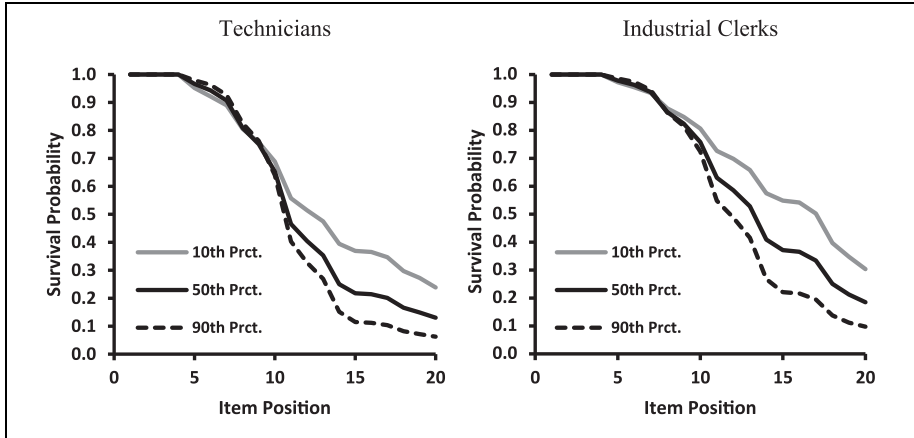 Technicians
Survival Probability
1.0
0.9
0.8
0.7
0.6
0.5
0.4
0.3
0.2
0.1
0.0
10th Prct.
50th Prct.
90th Prct.
0 5 10 15 20
Item Position
Industrial Clerks
Survival Probability
1.0
0.9
0.8
0.7
0.6
0.5
0.4
0.3
0.2
0.1
0.0
10th Prct.
50th Prct.
90th Prct.
0 5 10 15 20
Item Position